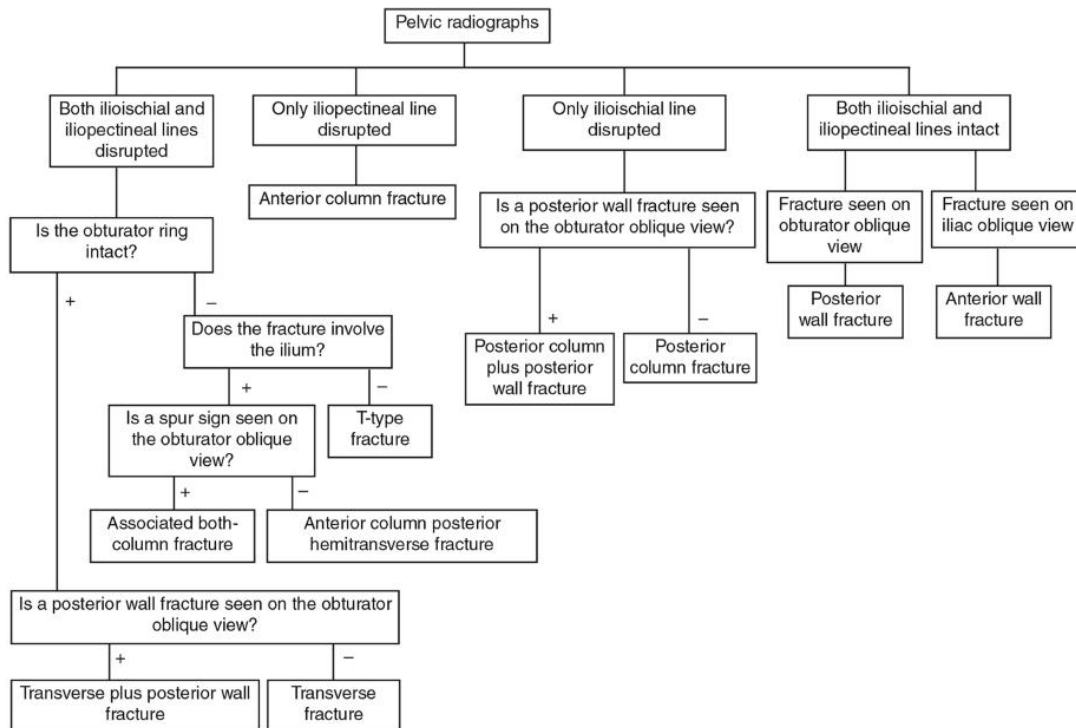 Pelvic radiographs
Both ilioischial and
iliopectineal lines
disrupted
Only iliopectineal line
disrupted
Only ilioischial line
disrupted
Both ilioischial and
iliopectineal lines intact
Anterior column fracture
Is a posterior wall fracture seen
on the obturator oblique view?
Fracture seen on
obturator oblique
view
Fracture seen on
iliac oblique view
Is the obturator ring
intact?
+
–
Posterior
wall fracture
Anterior wall
fracture
Does the fracture involve
the ilium?
+
–
Posterior column
plus posterior
wall fracture
Posterior
column fracture
+
–
Is a spur sign seen on
the obturator oblique
view?
T-type
fracture
+
–
Associated both-
column fracture
Anterior column posterior
hemitransverse fracture
Is a posterior wall fracture seen on the obturator
oblique view?
+
–
Transverse plus posterior wall
fracture
Transverse
fracture